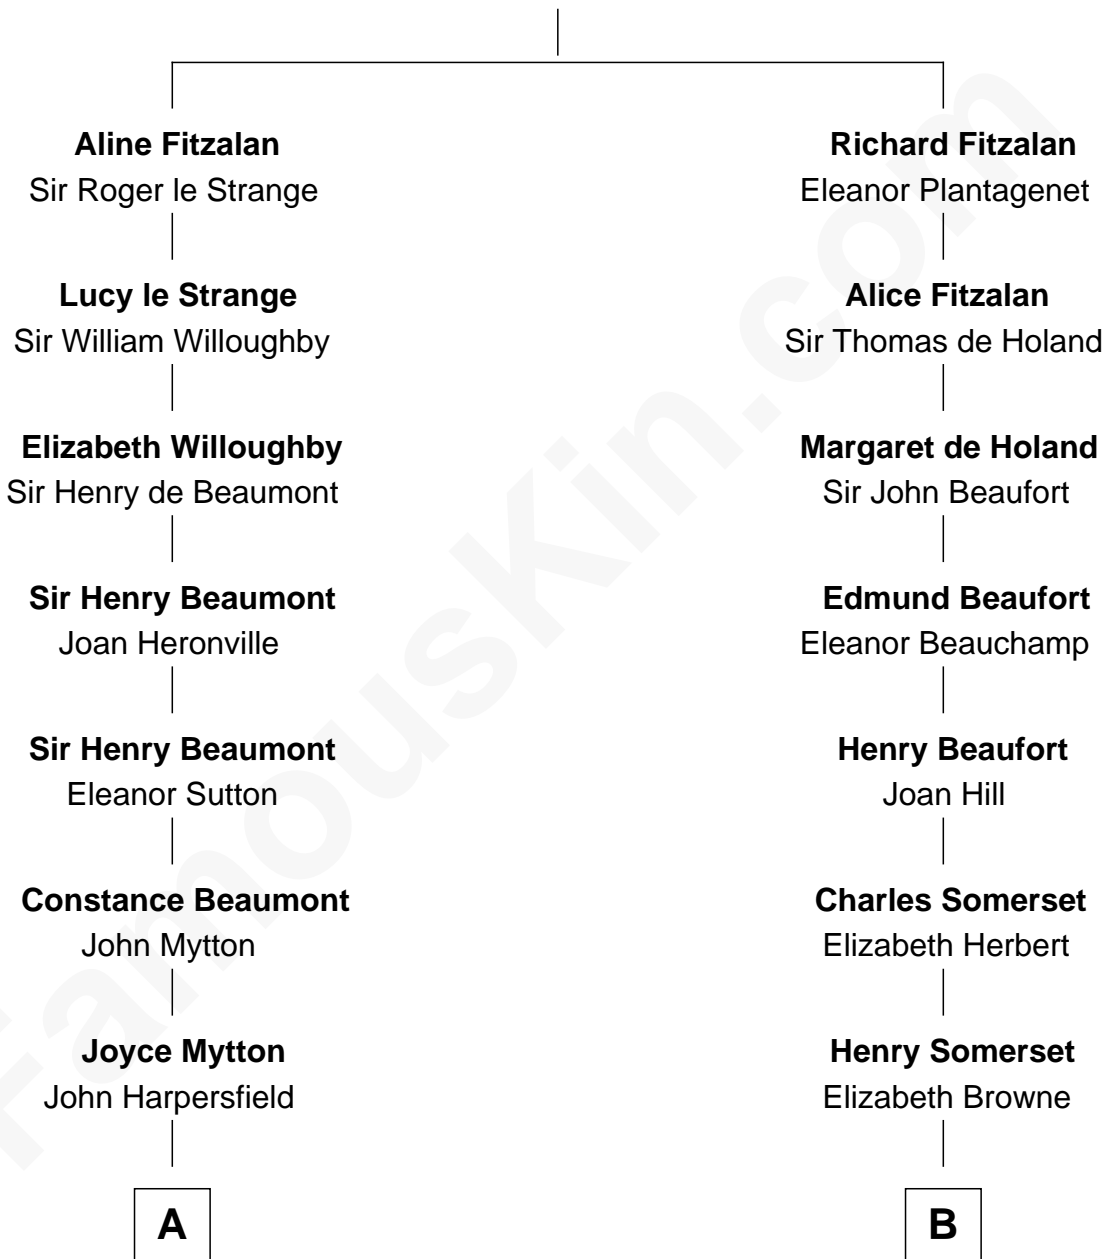 Aline Fitzalan
Sir Roger le Strange
Lucy le Strange
Sir William Willoughby
Elizabeth Willoughby
Sir Henry de Beaumont
Sir Henry Beaumont
Joan Heronville
Sir Henry Beaumont
Eleanor Sutton
Constance Beaumont
John Mytton
Joyce Mytton
John Harpersfield
A
Richard Fitzalan
Eleanor Plantagenet
Alice Fitzalan
Sir Thomas de Holand
Margaret de Holand
Sir John Beaufort
Edmund Beaufort
Eleanor Beauchamp
Henry Beaufort
Joan Hill
Charles Somerset
Elizabeth Herbert
Henry Somerset
Elizabeth Browne
B
FamousKin.com